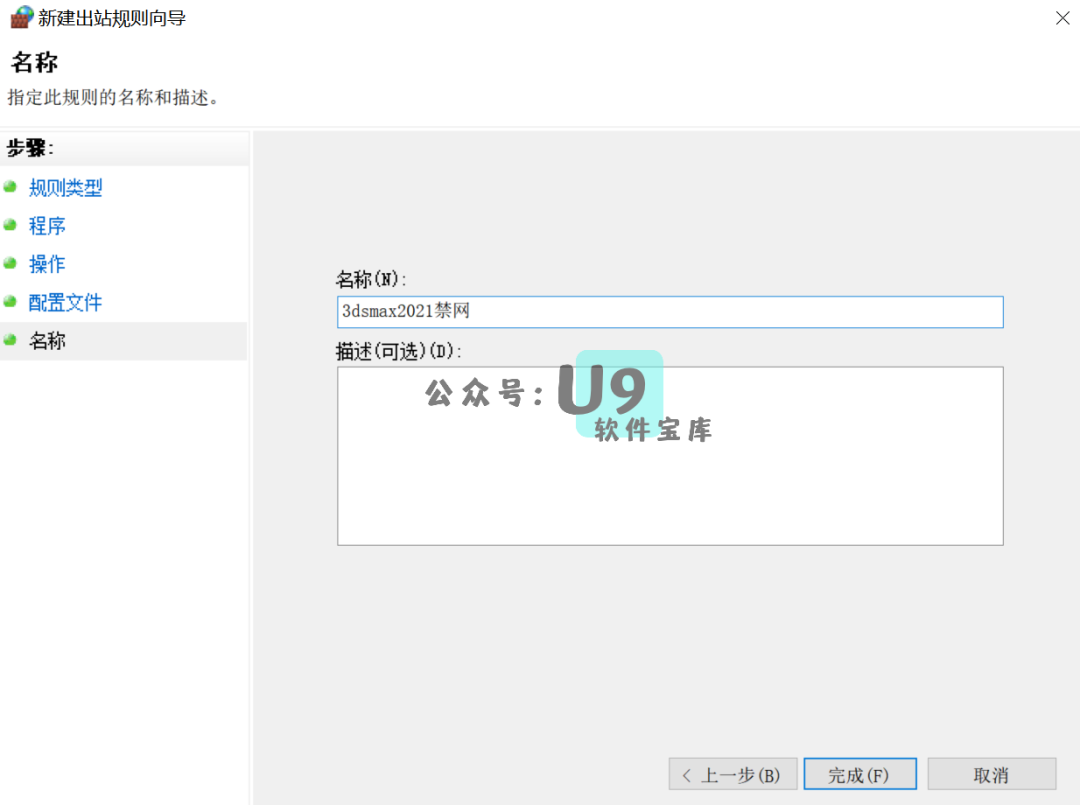 新建出站规则向导
名称
指定此规则的名称和描述。
步骤:
规则类型
程序
操作
配置文件
名称
名称(N):
3dsmax2021禁网
描述(可选)(D):
公众号: U9
软件宝库
< 上一步(B)
完成(F)
取消